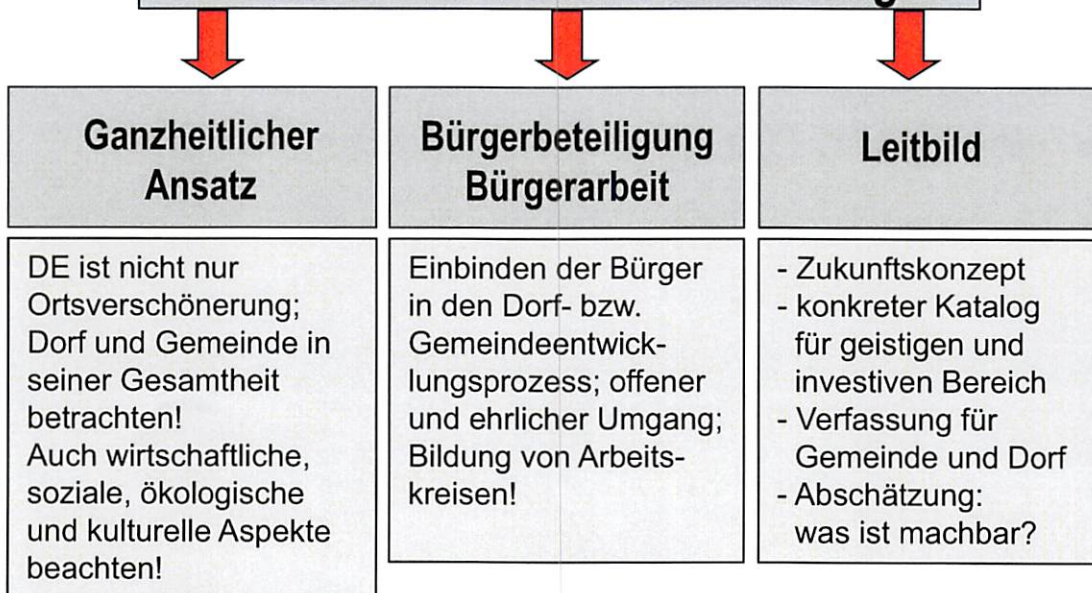 Ganzheitlicher
Ansatz
DE ist nicht nur
Ortsverschönerung;
Dorf und Gemeinde in
seiner Gesamtheit
betrachten!
Auch wirtschaftliche,
soziale, ökologische
und kulturelle Aspekte
beachten!
Bürgerbeteiligung
Bürgerarbeit
Einbinden der Bürger
in den Dorf- bzw.
Gemeindeentwick-
lungsprozess; offener
und ehrlicher Umgang;
Bildung von Arbeits-
kreisen!
Leitbild
- Zukunftskonzept
- konkreter Katalog
für geistigen und
investiven Bereich
- Verfassung für
Gemeinde und Dorf
- Abschätzung:
was ist machbar?